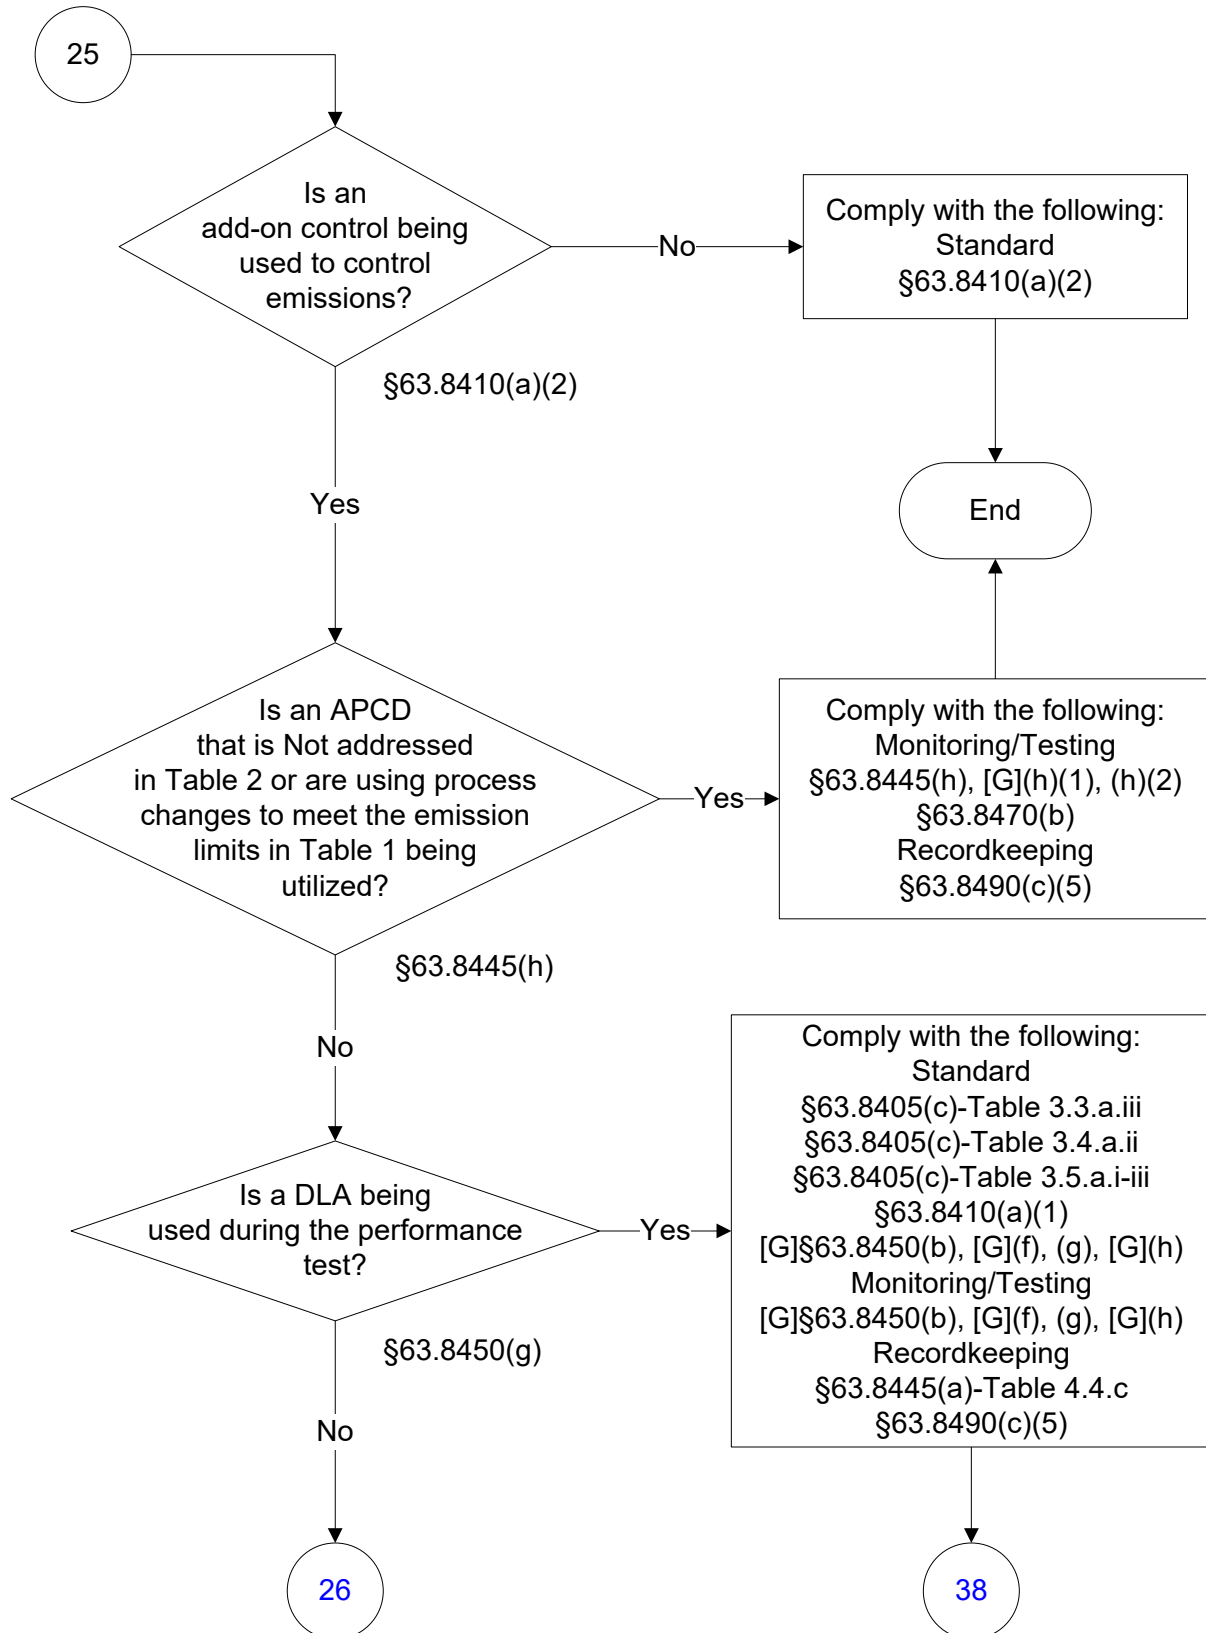 25
Is an
add-on control being
used to control
emissions?
No
Comply with the following:
Standard
§63.8410(a)(2)
§63.8410(a)(2)
Yes
End
Is an APCD
that is Not addressed
in Table 2 or are using process
changes to meet the emission
limits in Table 1 being
utilized?
Yes
Comply with the following:
Monitoring/Testing
§63.8445(h), [G](h)(1), (h)(2)
§63.8470(b)
Recordkeeping
§63.8490(c)(5)
§63.8445(h)
No
Is a DLA being
used during the performance
test?
Yes
Comply with the following:
Standard
§63.8405(c)-Table 3.3.a.iii
§63.8405(c)-Table 3.4.a.ii
§63.8405(c)-Table 3.5.a.i-iii
§63.8410(a)(1)
[G]§63.8450(b), [G](f), (g), [G](h)
Monitoring/Testing
[G]§63.8450(b), [G](f), (g), [G](h)
Recordkeeping
§63.8445(a)-Table 4.4.c
§63.8490(c)(5)
§63.8450(g)
No
26
38